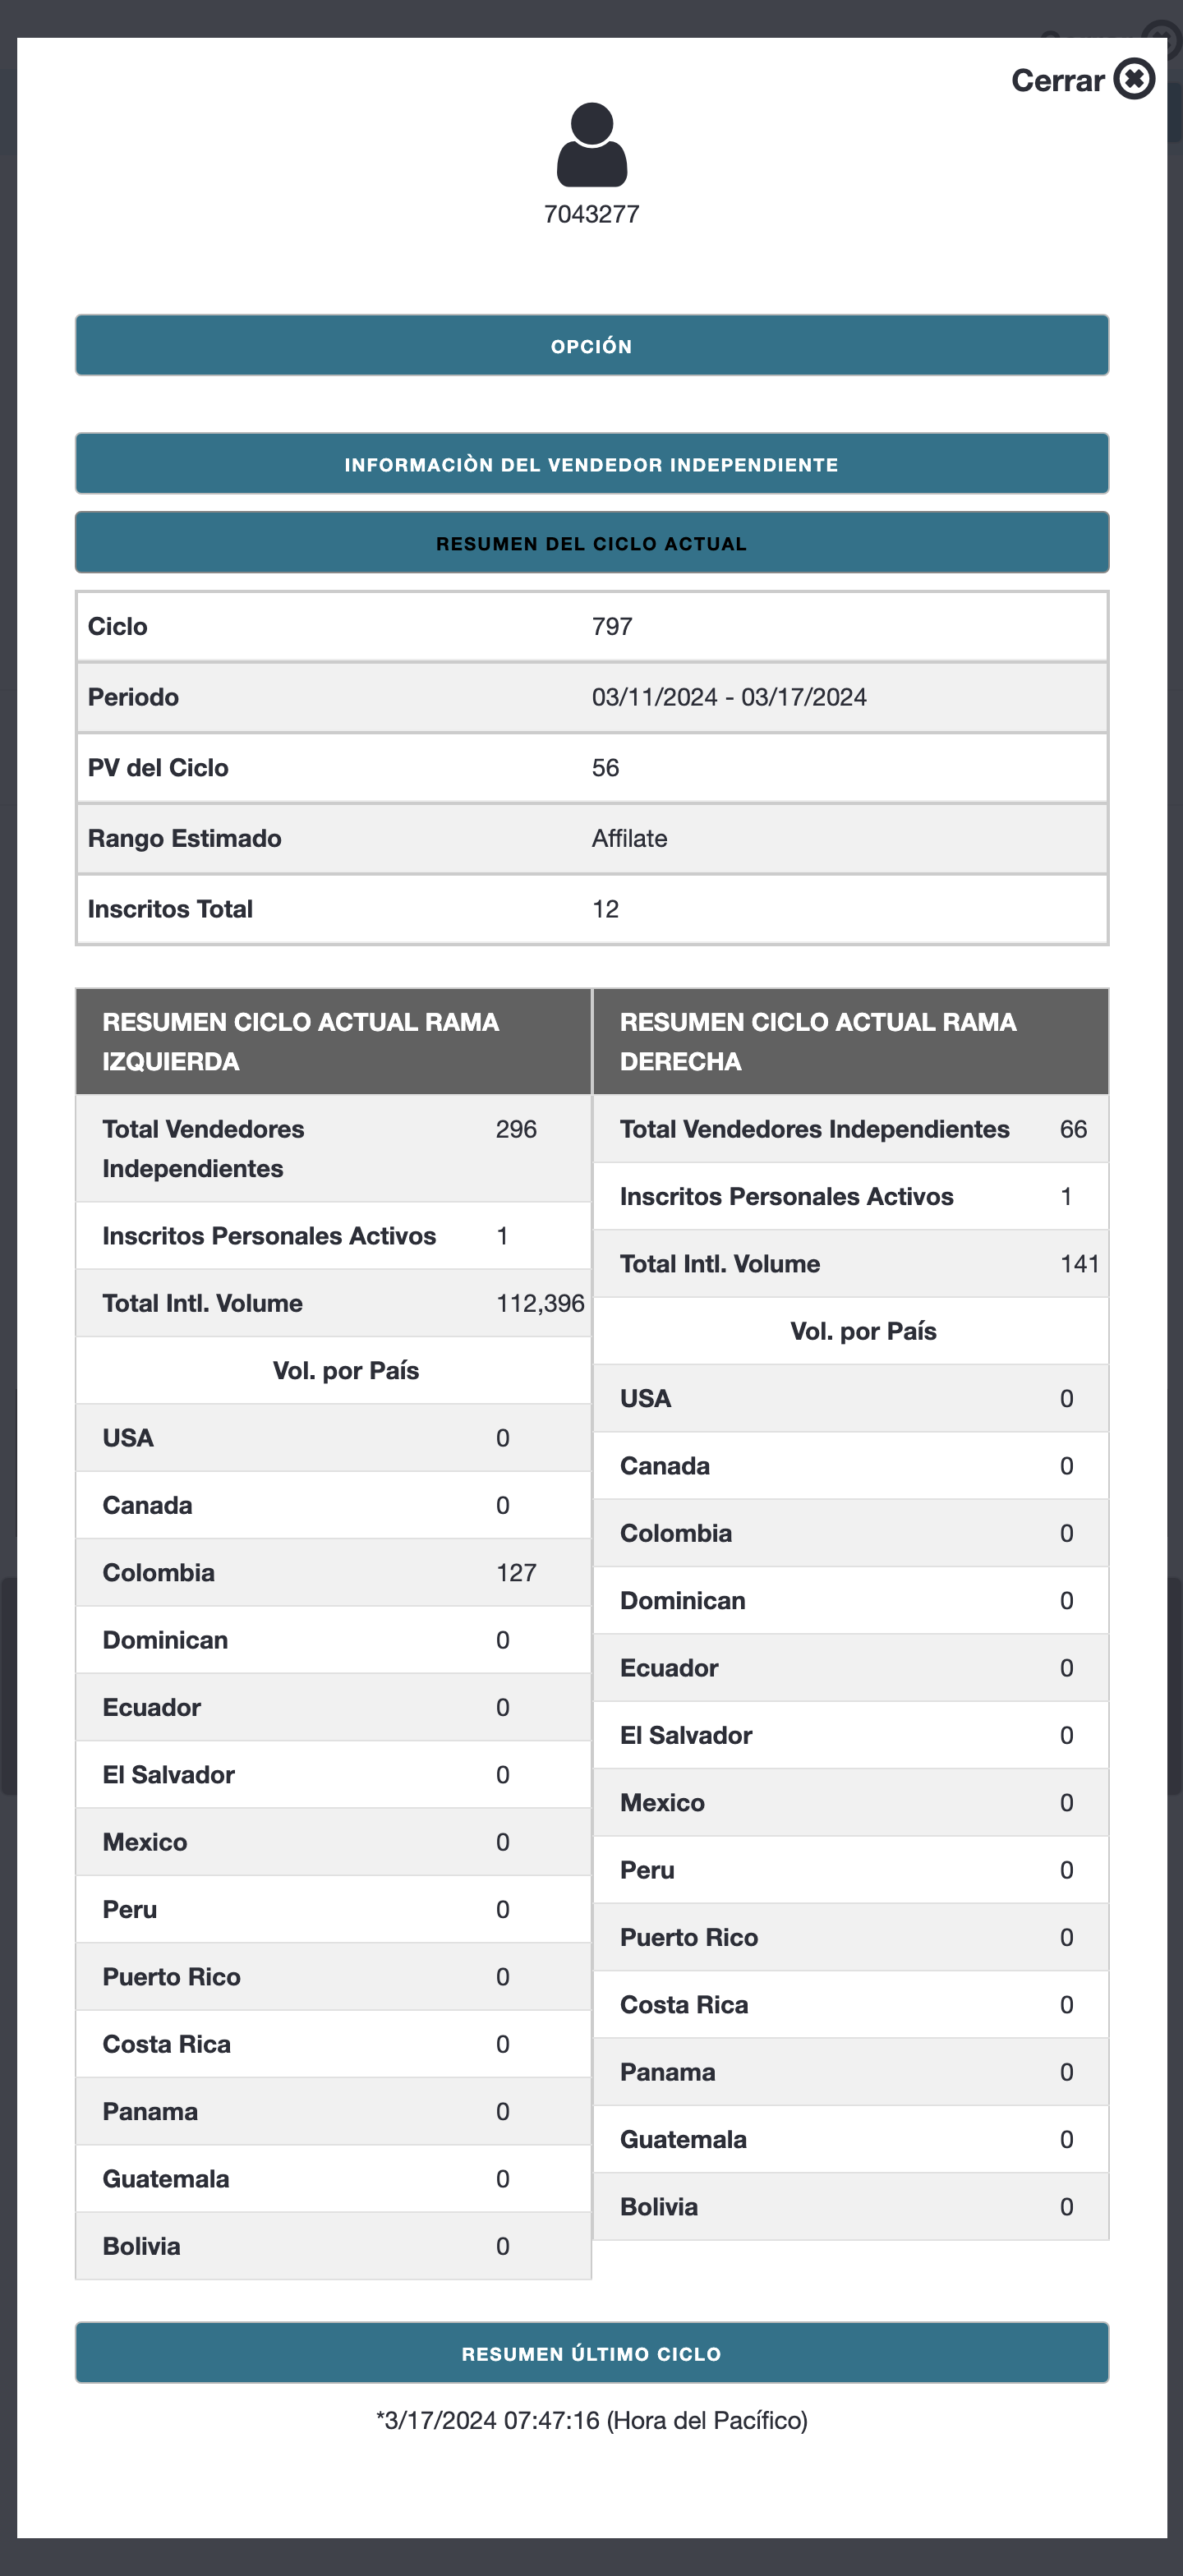 Cerrar
7043277
OPCIÓN
INFORMACIÒN DEL VENDEDOR INDEPENDIENTE
RESUMEN DEL CICLO ACTUAL
Ciclo 797
Periodo 03/11/2024 - 03/17/2024
PV del Ciclo 56
Rango Estimado Affilate
Inscritos Total 12
RESUMEN CICLO ACTUAL RAMA
IZQUIERDA
Total Vendedores 296
Independientes
Inscritos Personales Activos 1
Total Intl. Volume 112,396
Vol. por País
USA 0
Canada 0
Colombia 127
Dominican 0
Ecuador 0
El Salvador 0
Mexico 0
Peru 0
Puerto Rico 0
Costa Rica 0
Panama 0
Guatemala 0
Bolivia 0
RESUMEN CICLO ACTUAL RAMA
DERECHA
Total Vendedores Independientes 66
Inscritos Personales Activos 1
Total Intl. Volume 141
Vol. por País
USA 0
Canada 0
Colombia 0
Dominican 0
Ecuador 0
El Salvador 0
Mexico 0
Peru 0
Puerto Rico 0
Costa Rica 0
Panama 0
Guatemala 0
Bolivia 0
RESUMEN ÚLTIMO CICLO
*3/17/2024 07:47:16 (Hora del Pacífico)